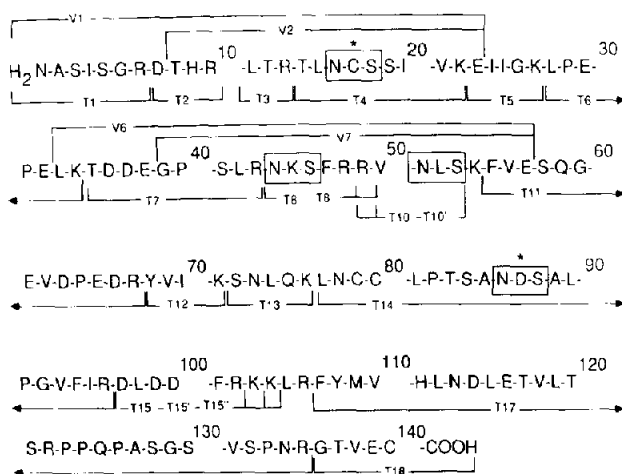 V1
V2
H2N-A-S-I-S-G-R-D-T-H-R 10 -L-T-R-T-L-N-C-S-S-I 20 -V-K-E-I-I-G-K-L-P-E- 30
*
T1 T2 T3 T4 T5 T6
V6
V7
P-E-L-K-T-D-D-E-G-P 40 -S-L-R-N-K-S-F-R-R-V 50 -N-L-S-K-F-V-E-S-Q-G- 60
T7 T8 T8 T10 -T10' T11
E-V-D-P-E-D-R-Y-V-I 70 -K-S-N-L-Q-K-L-N-C-C 80 -L-P-T-S-A-N-D-S-A-L- 90
*
T12 T13 T14
P-G-V-F-I-R-D-L-D-D 100 -F-R-K-K-L-R-F-Y-M-V 110 -H-L-N-D-L-E-T-V-L-T 120
T15 -T15' -T15'' T17
S-R-P-P-Q-P-A-S-G-S 130 -V-S-P-N-R-G-T-V-E-C 140 -COOH
T18